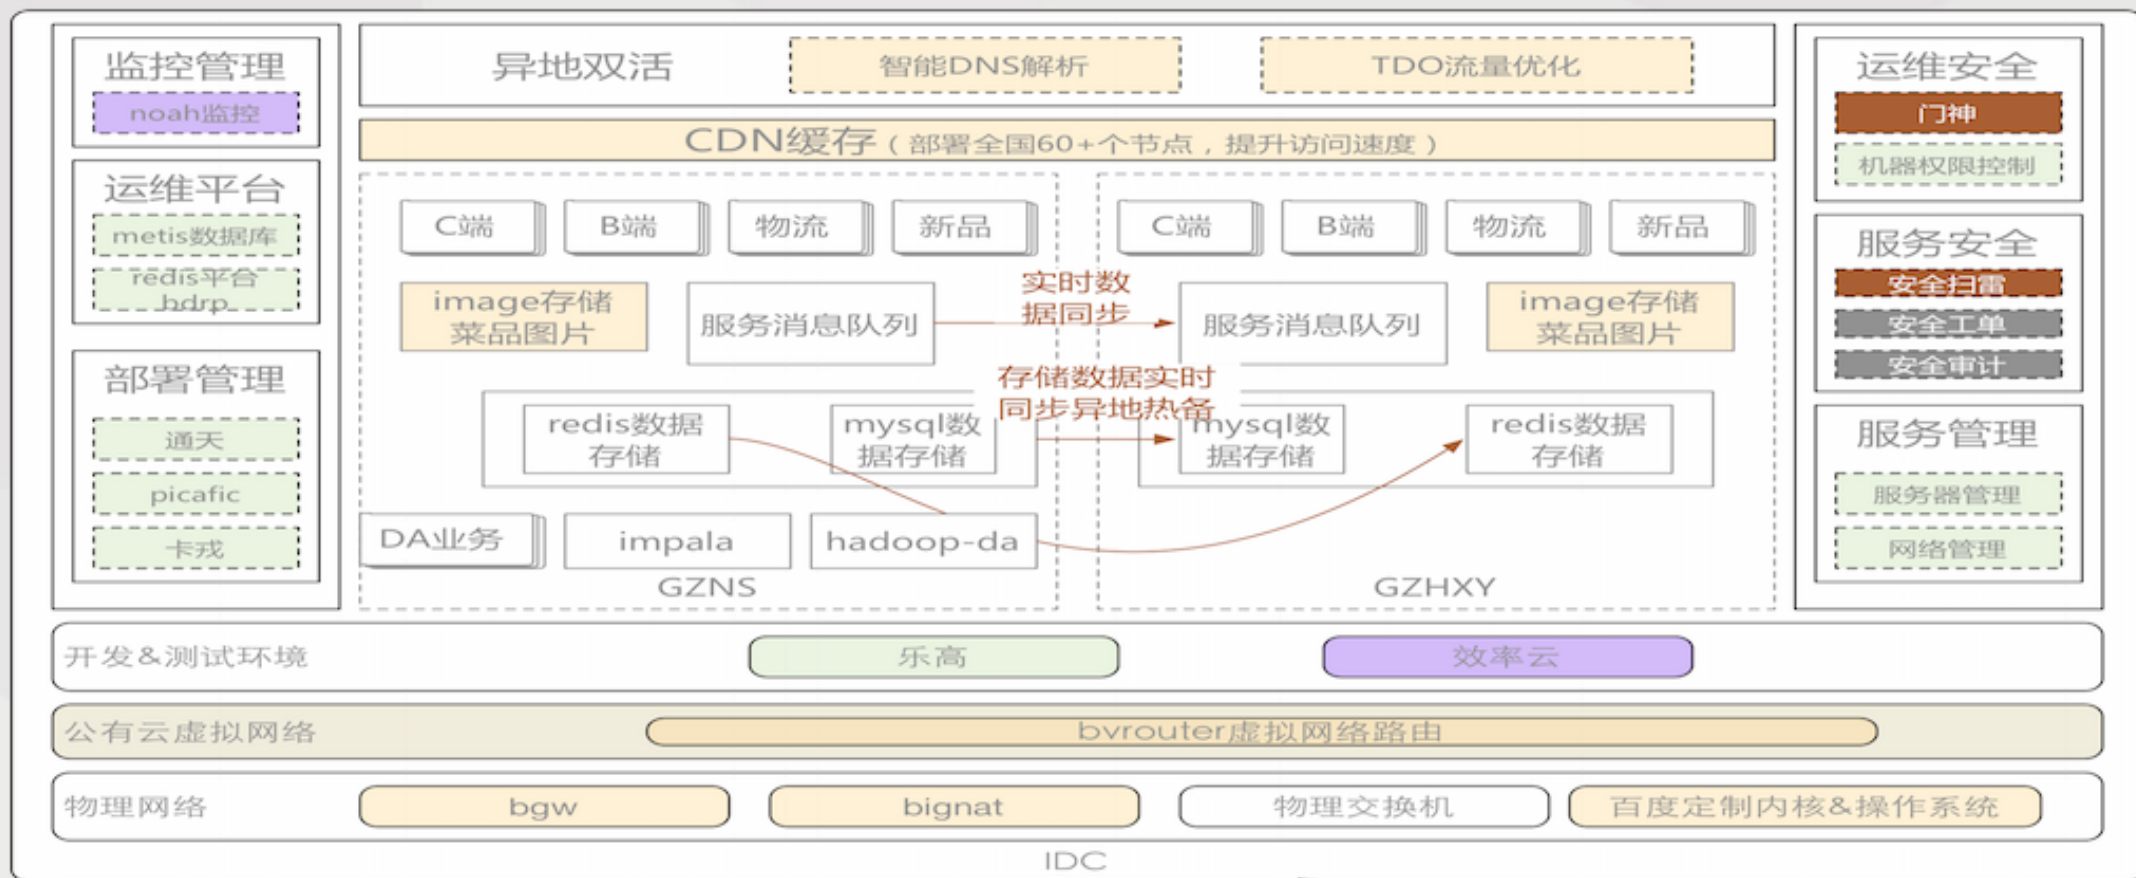 监控管理
noah监控
运维平台
metis数据库
redis平台
bdrp
部署管理
通天
picafic
卡戎
异地双活
智能DNS解析
TDO流量优化
CDN缓存（部署全国60+个节点，提升访问速度）
C端
B端
物流
新品
image存储
菜品图片
服务消息队列
实时数
据同步
存储数据实时
同步异地热备
redis数据
存储
mysql数
据存储
DA业务
impala
hadoop-da
GZNS
C端
B端
物流
新品
服务消息队列
image存储
菜品图片
mysql数
据存储
redis数据
存储
GZHXY
运维安全
门神
机器权限控制
服务安全
安全扫雷
安全工单
安全审计
服务管理
服务器管理
网络管理
开发&测试环境
乐高
效率云
公有云虚拟网络
bvrouter虚拟网络路由
物理网络
bgw
bignat
物理交换机
百度定制内核&操作系统
IDC